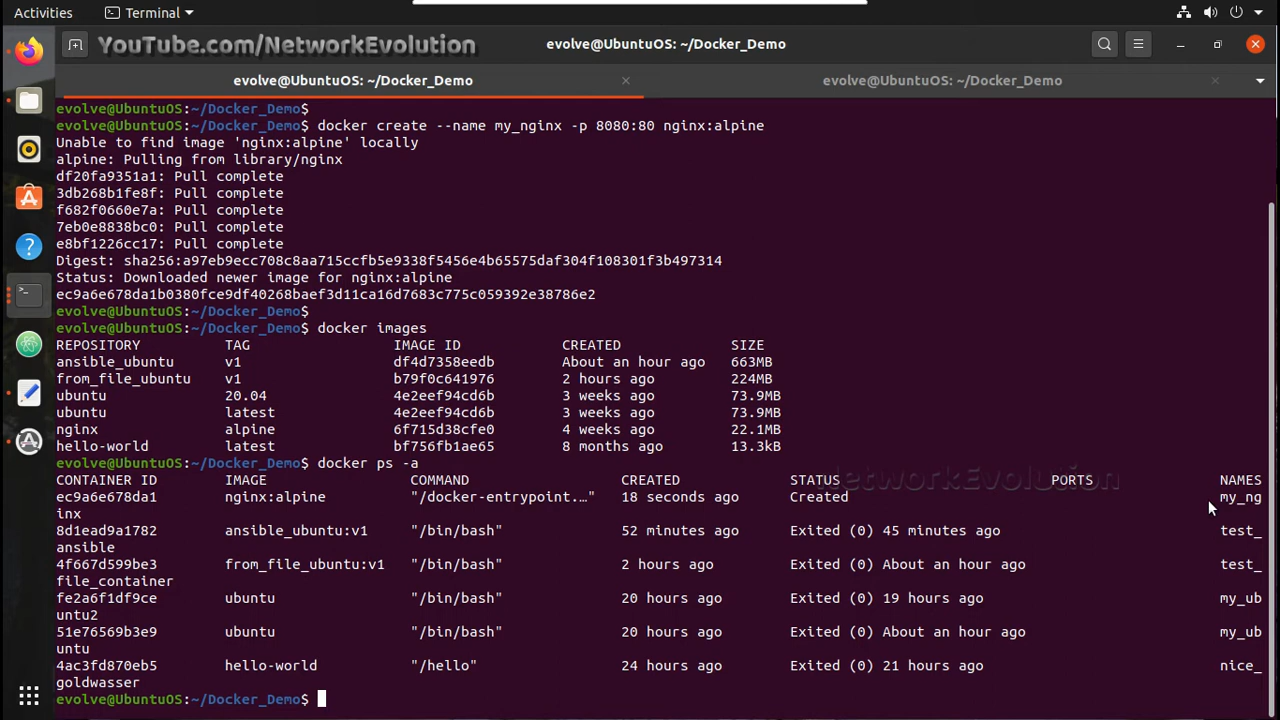 Activities Terminal
YouTube.com/NetworkEvolution
evolve@UbuntuOS: ~/Docker_Demo
evolve@UbuntuOS: ~/Docker_Demo evolve@UbuntuOS: ~/Docker_Demo
evolve@UbuntuOS:~/Docker_Demo$
evolve@UbuntuOS:~/Docker_Demo$ docker create --name my_nginx -p 8080:80 nginx:alpine
Unable to find image 'nginx:alpine' locally
alpine: Pulling from library/nginx
df20fa9351a1: Pull complete
3db268b1fe8f: Pull complete
f682f0660e7a: Pull complete
7eb0e8838bc0: Pull complete
e8bf1226cc17: Pull complete
Digest: sha256:a97eb9ecc708c8aa715ccfb5e9338f5456e4b65575daf304f108301f3b497314
Status: Downloaded newer image for nginx:alpine
ec9a6e678da1b0380fce9df40268baef3d11ca16d7683c775c059392e38786e2
evolve@UbuntuOS:~/Docker_Demo$
evolve@UbuntuOS:~/Docker_Demo$ docker images
REPOSITORY TAG IMAGE ID CREATED SIZE
ansible_ubuntu v1 df4d7358eedb About an hour ago 663MB
from_file_ubuntu v1 b79f0c641976 2 hours ago 224MB
ubuntu 20.04 4e2eef94cd6b 3 weeks ago 73.9MB
ubuntu latest 4e2eef94cd6b 3 weeks ago 73.9MB
nginx alpine 6f715d38cfe0 4 weeks ago 22.1MB
hello-world latest bf756fb1ae65 8 months ago 13.3kB
evolve@UbuntuOS:~/Docker_Demo$ docker ps -a
NetworkEvolution
CONTAINER ID IMAGE COMMAND CREATED STATUS PORTS NAMES
ec9a6e678da1 nginx:alpine "/docker-entrypoint.…" 18 seconds ago Created my_ng
inx
8d1ead9a1782 ansible_ubuntu:v1 "/bin/bash" 52 minutes ago Exited (0) 45 minutes ago test_
ansible
4f667d599be3 from_file_ubuntu:v1 "/bin/bash" 2 hours ago Exited (0) About an hour ago test_
file_container
fe2a6f1df9ce ubuntu "/bin/bash" 20 hours ago Exited (0) 19 hours ago my_ub
untu2
51e76569b3e9 ubuntu "/bin/bash" 20 hours ago Exited (0) About an hour ago my_ub
untu
4ac3fd870eb5 hello-world "/hello" 24 hours ago Exited (0) 21 hours ago nice_
goldwasser
evolve@UbuntuOS:~/Docker_Demo$